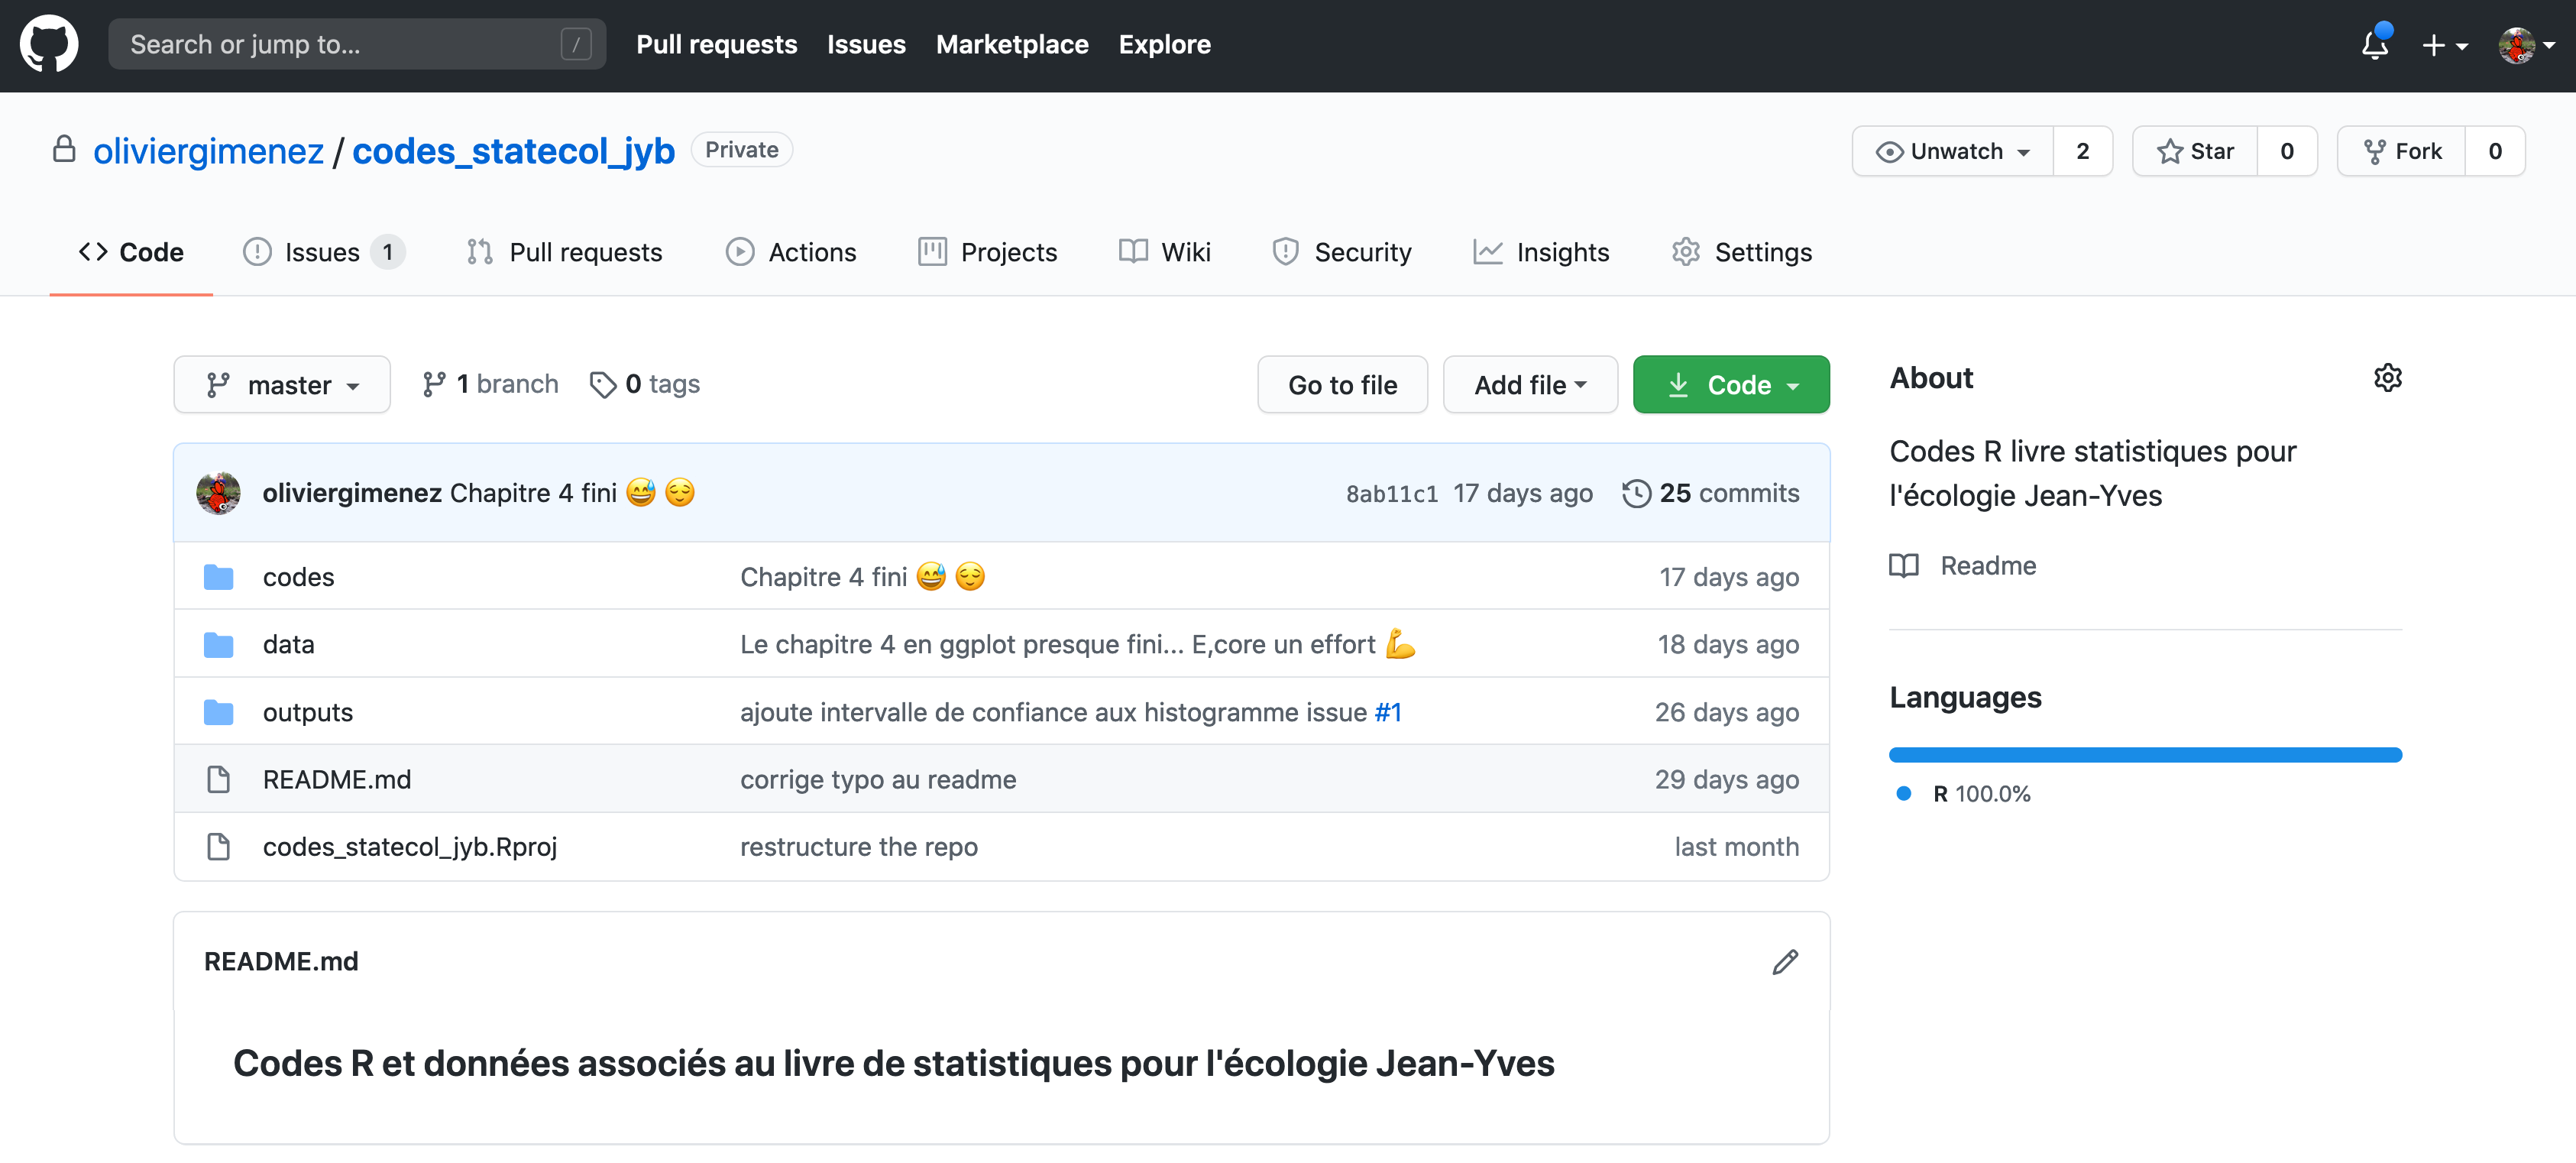 Search or jump to... / Pull requests Issues Marketplace Explore
oliviergimenez / codes_statecol_jyb Private Unwatch 2 Star 0 Fork 0
Code Issues 1 Pull requests Actions Projects Wiki Security Insights Settings
master 1 branch 0 tags Go to file Add file Code
oliviergimenez Chapitre 4 fini 😅 😌 8ab11c1 17 days ago 25 commits
codes Chapitre 4 fini 😅 😌 17 days ago
data Le chapitre 4 en ggplot presque fini... E,core un effort 💪 18 days ago
outputs ajoute intervalle de confiance aux histogramme issue #1 26 days ago
README.md corrige typo au readme 29 days ago
codes_statecol_jyb.Rproj restructure the repo last month
README.md
Codes R et données associés au livre de statistiques pour l'écologie Jean-Yves
About
Codes R livre statistiques pour
l'écologie Jean-Yves
Readme
Languages
R 100.0%